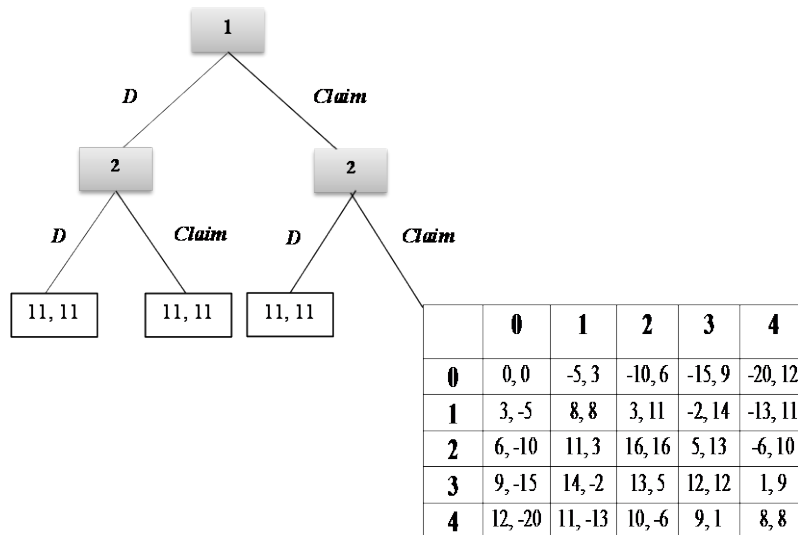 1
D Claim
2 2
D Claim D Claim
11, 11 11, 11 11, 11
0 1 2 3 4
0 0, 0 -5, 3 -10, 6 -15, 9 -20, 12
1 3, -5 8, 8 3, 11 -2, 14 -13, 11
2 6, -10 11, 3 16, 16 5, 13 -6, 10
3 9, -15 14, -2 13, 5 12, 12 1, 9
4 12, -20 11, -13 10, -6 9, 1 8, 8